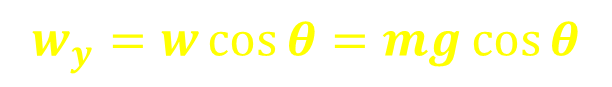 w_y = w cos θ = mg cos θ